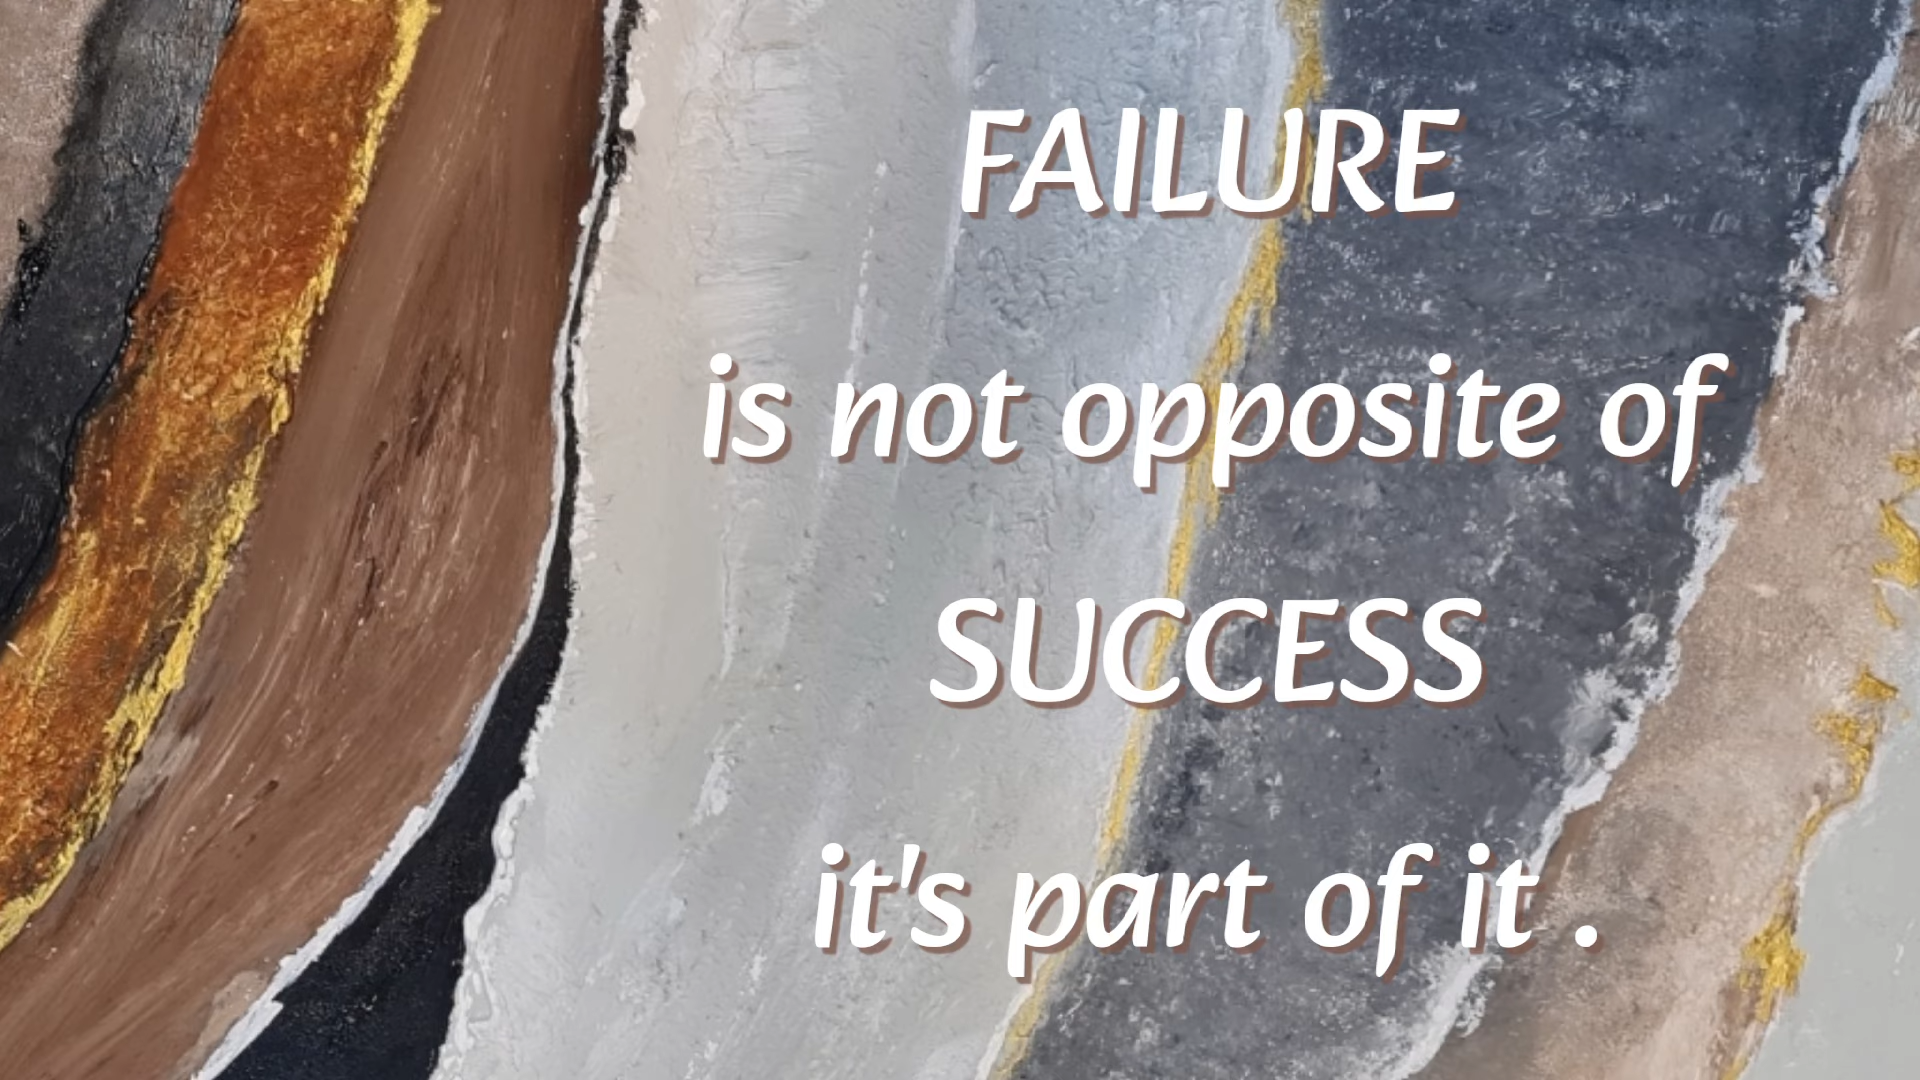 FAILURE
is not opposite of
SUCCESS
it's part of it .